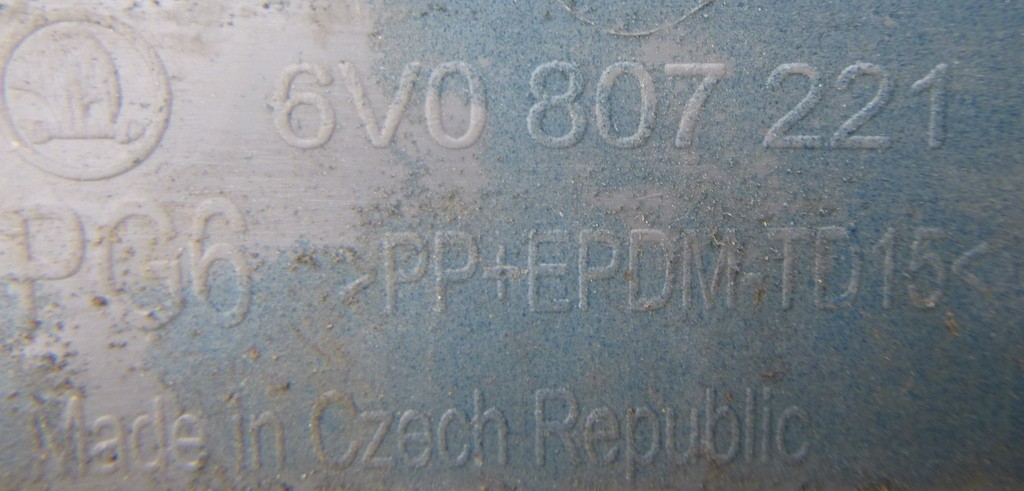 6V0 807 221
PG6 >PP+EPDM-TD15<
Made in Czech Republic